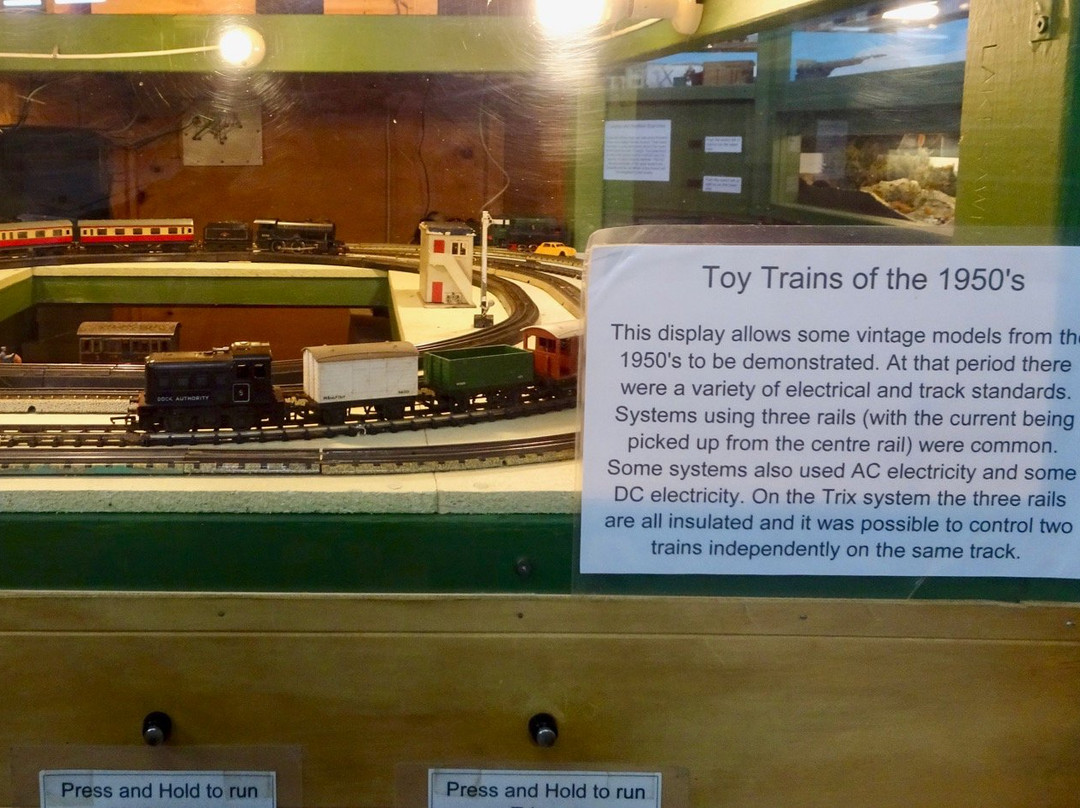 Toy Trains of the 1950's
This display allows some vintage models from th
1950's to be demonstrated. At that period there
were a variety of electrical and track standards.
Systems using three rails (with the current being
picked up from the centre rail) were common.
Some systems also used AC electricity and some
DC electricity. On the Trix system the three rails
are all insulated and it was possible to control two
trains independently on the same track.
DOCK AUTHORITY
5
Press and Hold to run
Press and Hold to run